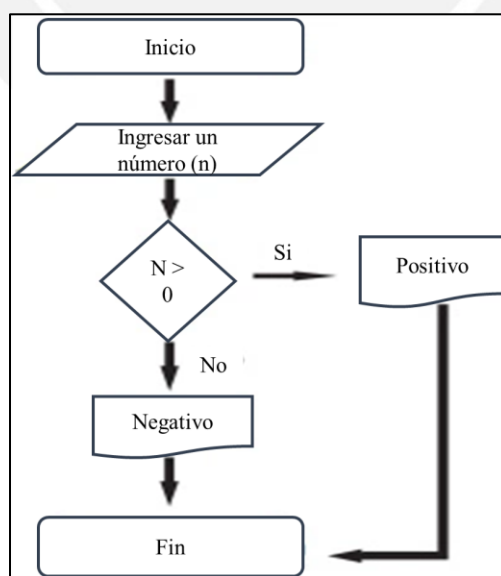 Inicio
Ingresar un
número (n)
N >
0
Si
Positivo
No
Negativo
Fin